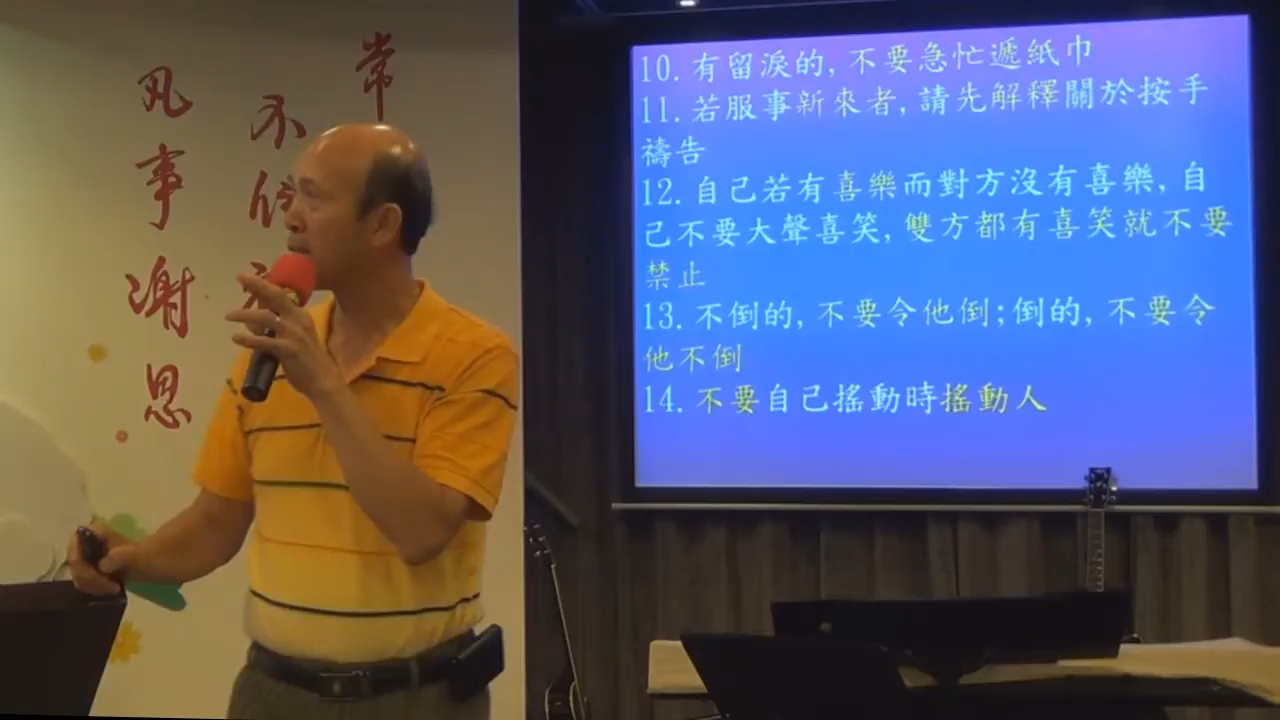 常
不
凡事謝恩
10. 有留淚的, 不要急忙遞紙巾
11. 若服事新來者, 請先解釋關於按手
禱告
12. 自己若有喜樂而對方沒有喜樂, 自
己不要大聲喜笑, 雙方都有喜笑就不要
禁止
13. 不倒的, 不要令他倒; 倒的, 不要令
他不倒
14. 不要自己搖動時搖動人